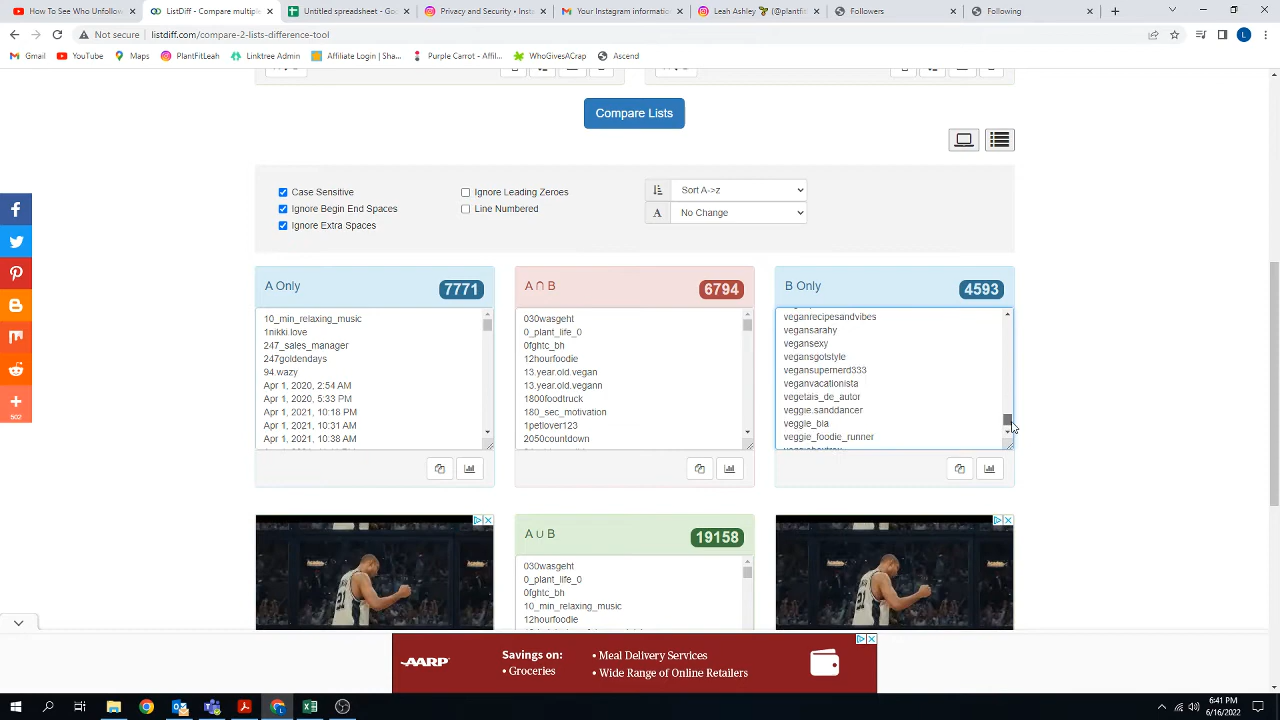 How To See Who Unfollow
ListDiff - Compare multiple
Untitled spreadsheet - Goo
Privacy and Security • Insta
Your Instagram information
Leah Ashley 🌱 (@plantfit
Followers
Following
Not secure | listdiff.com/compare-2-lists-difference-tool
Gmail
YouTube
Maps
PlantFitLeah
Linktree Admin
Affiliate Login | Sha...
Purple Carrot - Affil...
WhoGivesACrap
Ascend
Compare Lists
Case Sensitive
Ignore Begin End Spaces
Ignore Extra Spaces
Ignore Leading Zeroes
Line Numbered
Sort A->z
A
No Change
A Only
7771
10_min_relaxing_music
1nikki.love
247_sales_manager
247goldendays
94.wazy
Apr 1, 2020, 2:54 AM
Apr 1, 2020, 5:33 PM
Apr 1, 2021, 10:18 PM
Apr 1, 2021, 10:31 AM
Apr 1, 2021, 10:38 AM
A ∩ B
6794
030wasgeht
0_plant_life_0
0fghtc_bh
12hourfoodie
13.year.old.vegan
13.year.old.vegann
1800foodtruck
180_sec_motivation
1petlover123
2050countdown
B Only
4593
veganrecipesandvibes
vegansarahy
vegansexy
vegansgotstyle
vegansupernerd333
veganvacationista
vegetais_de_autor
veggie.sanddancer
veggie_bia
veggie_foodie_runner
A ∪ B
19158
030wasgeht
0_plant_life_0
0fghtc_bh
10_min_relaxing_music
12hourfoodie
502
21
21
AARP
Savings on:
• Groceries
• Meal Delivery Services
• Wide Range of Online Retailers
6:41 PM
6/16/2022